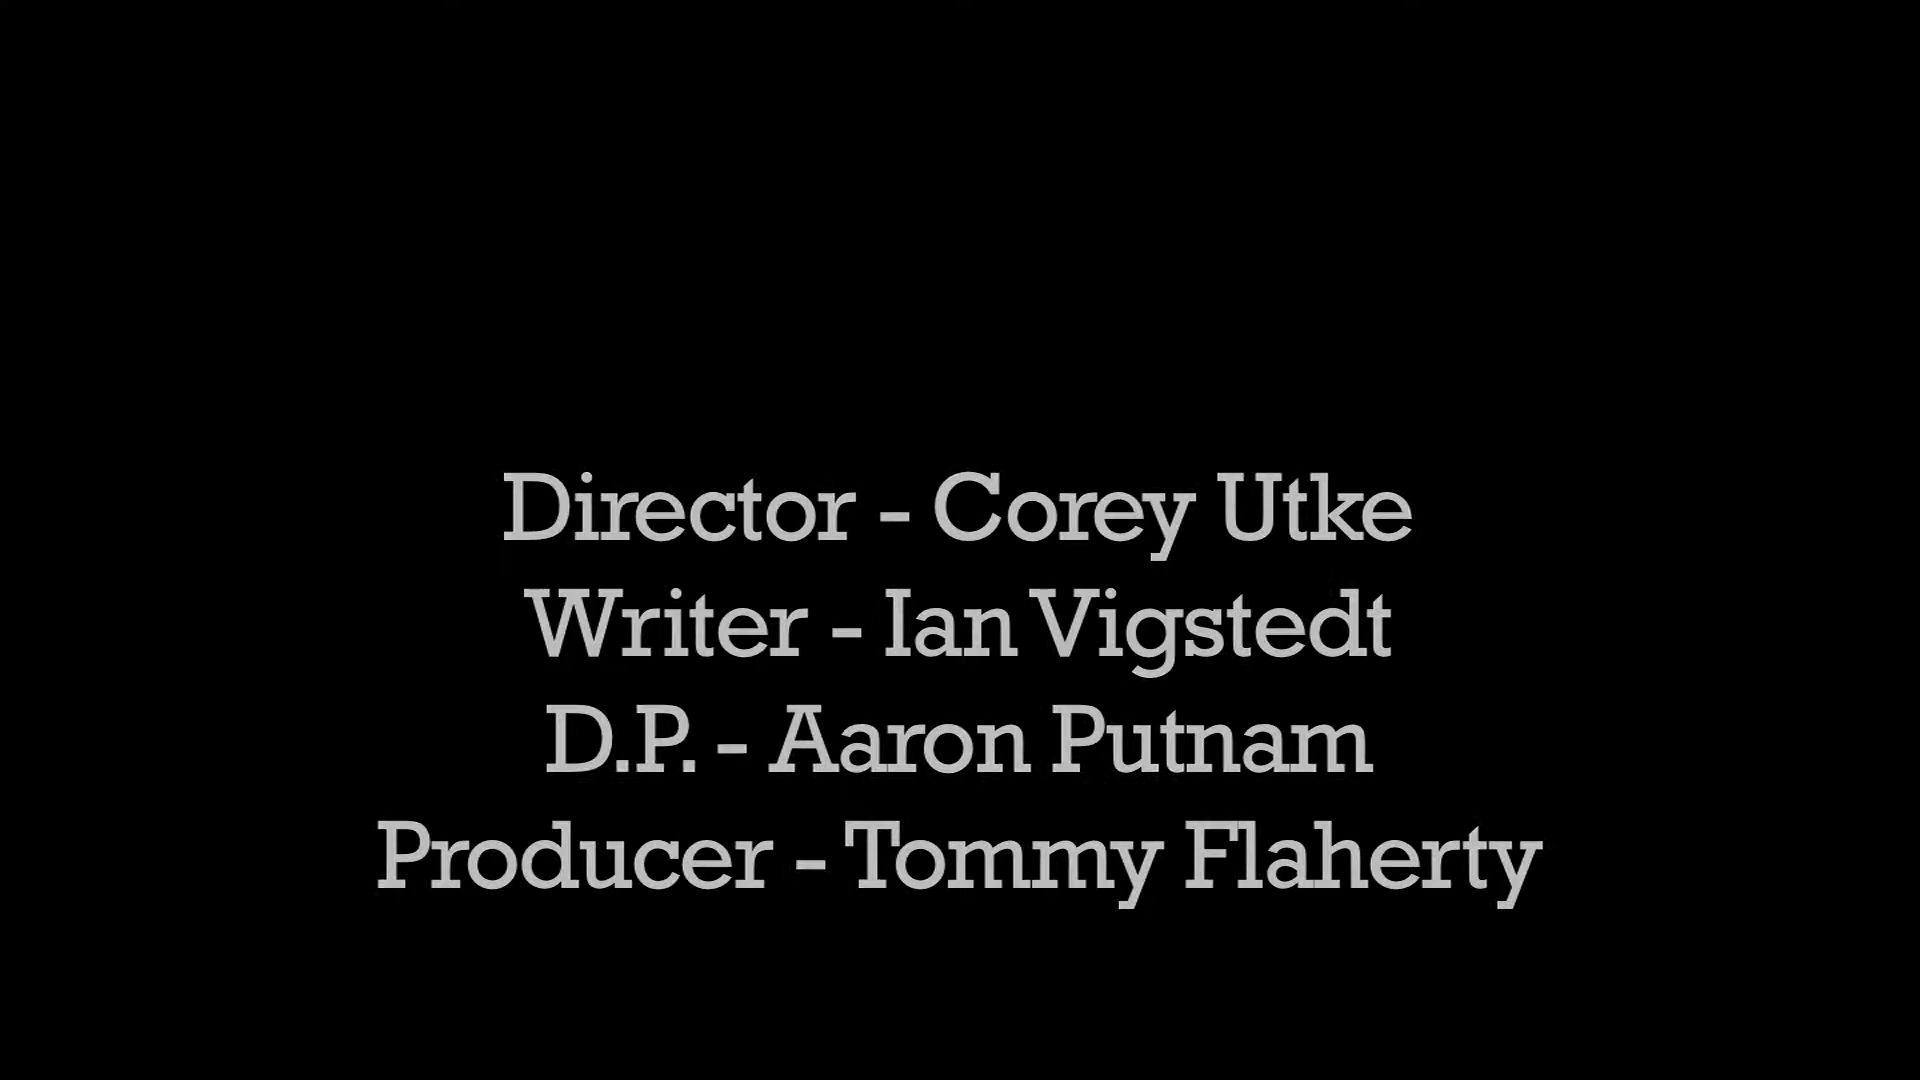 Director - Corey Utke
Writer - Ian Vigstedt
D.P. - Aaron Putnam
Producer - Tommy Flaherty